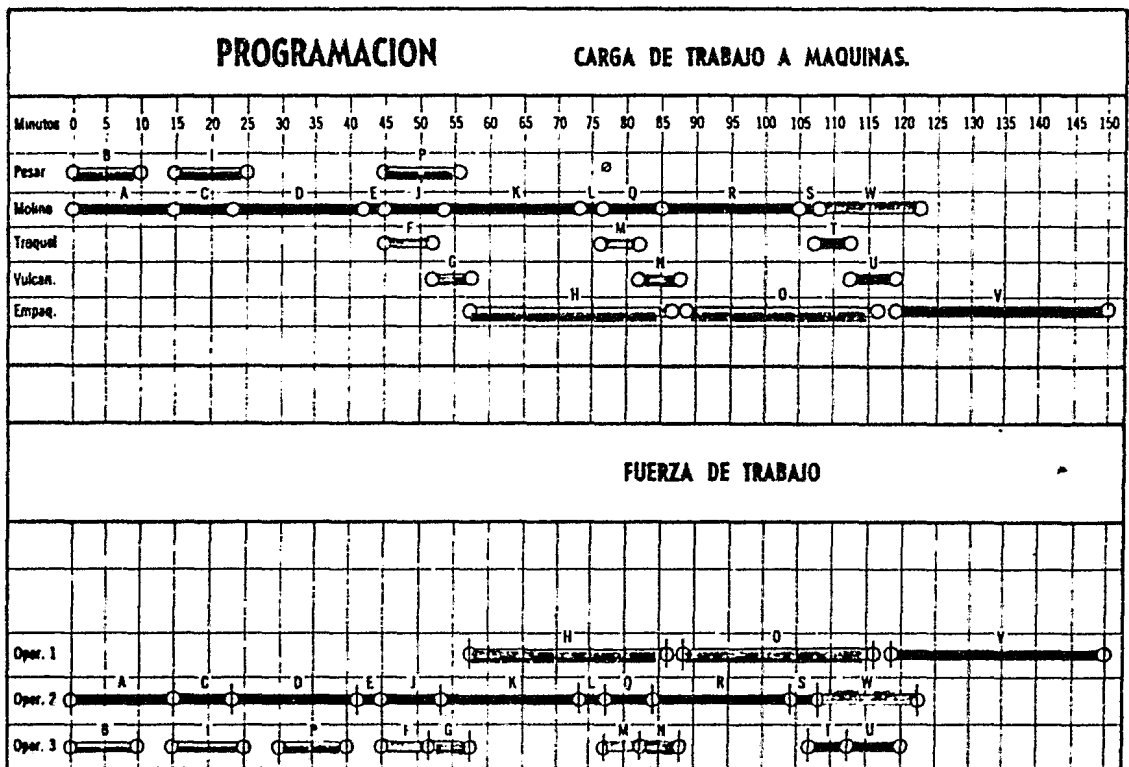 PROGRAMACION CARGA DE TRABAJO A MAQUINAS.
Minutos 0 5 10 15 20 25 30 35 40 45 50 55 60 65 70 75 80 85 90 95 100 105 110 115 120 125 130 135 140 145 150
B I P
Pesar ø
A C D E J K L Q R S W
Molino
F M T
Troquel
G N U
Vulcan.
H O V
Empaq.
FUERZA DE TRABAJO
H O V
Oper. 1
A C D E J K L Q R S W
Oper. 2
B P F G M N T U
Oper. 3